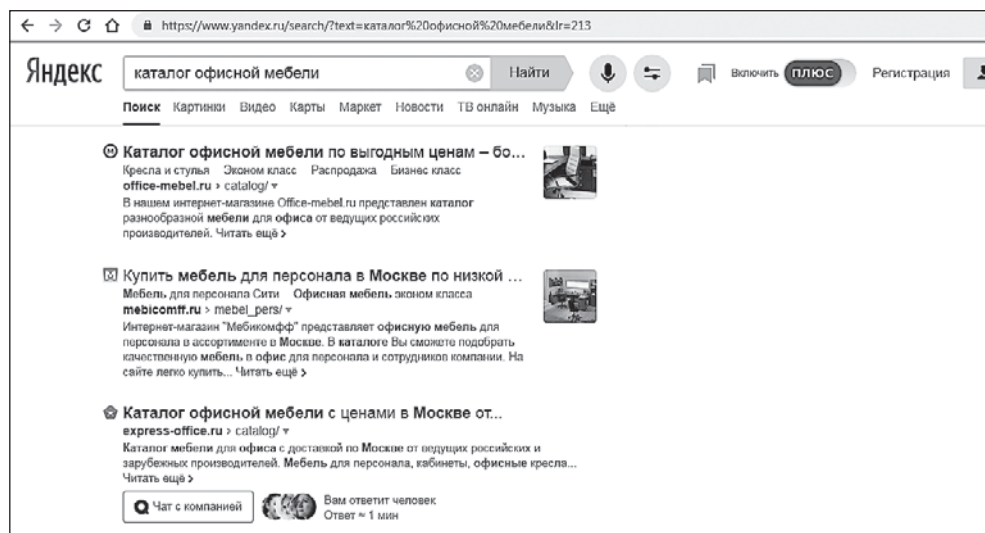 https://www.yandex.ru/search/?text=каталог%20офисной%20мебели&lr=213
Яндекс
каталог офисной мебели
Найти
Включить ПЛЮС
Регистрация
Поиск Картинки Видео Карты Маркет Новости ТВ онлайн Музыка Ещё
Каталог офисной мебели по выгодным ценам – бо...
Кресла и стулья Эконом класс Распродажа Бизнес класс
office-mebel.ru › catalog/
В нашем интернет-магазине Office-mebel.ru представлен каталог
разнообразной мебели для офиса от ведущих российских
производителей. Читать ещё ›
Купить мебель для персонала в Москве по низкой ...
Мебель для персонала Сити Офисная мебель эконом класса
mebicomff.ru › mebel_pers/
Интернет-магазин "Мебикомфф" представляет офисную мебель для
персонала в ассортименте в Москве. В каталоге Вы сможете подобрать
качественную мебель в офис для персонала и сотрудников компании. На
сайте легко купить... Читать ещё ›
Каталог офисной мебели с ценами в Москве от...
express-office.ru › catalog/
Каталог мебели для офиса с доставкой по Москве от ведущих российских и
зарубежных производителей. Мебель для персонала, кабинеты, офисные кресла...
Читать ещё ›
Чат с компанией
Вам ответит человек
Ответ ≈ 1 мин